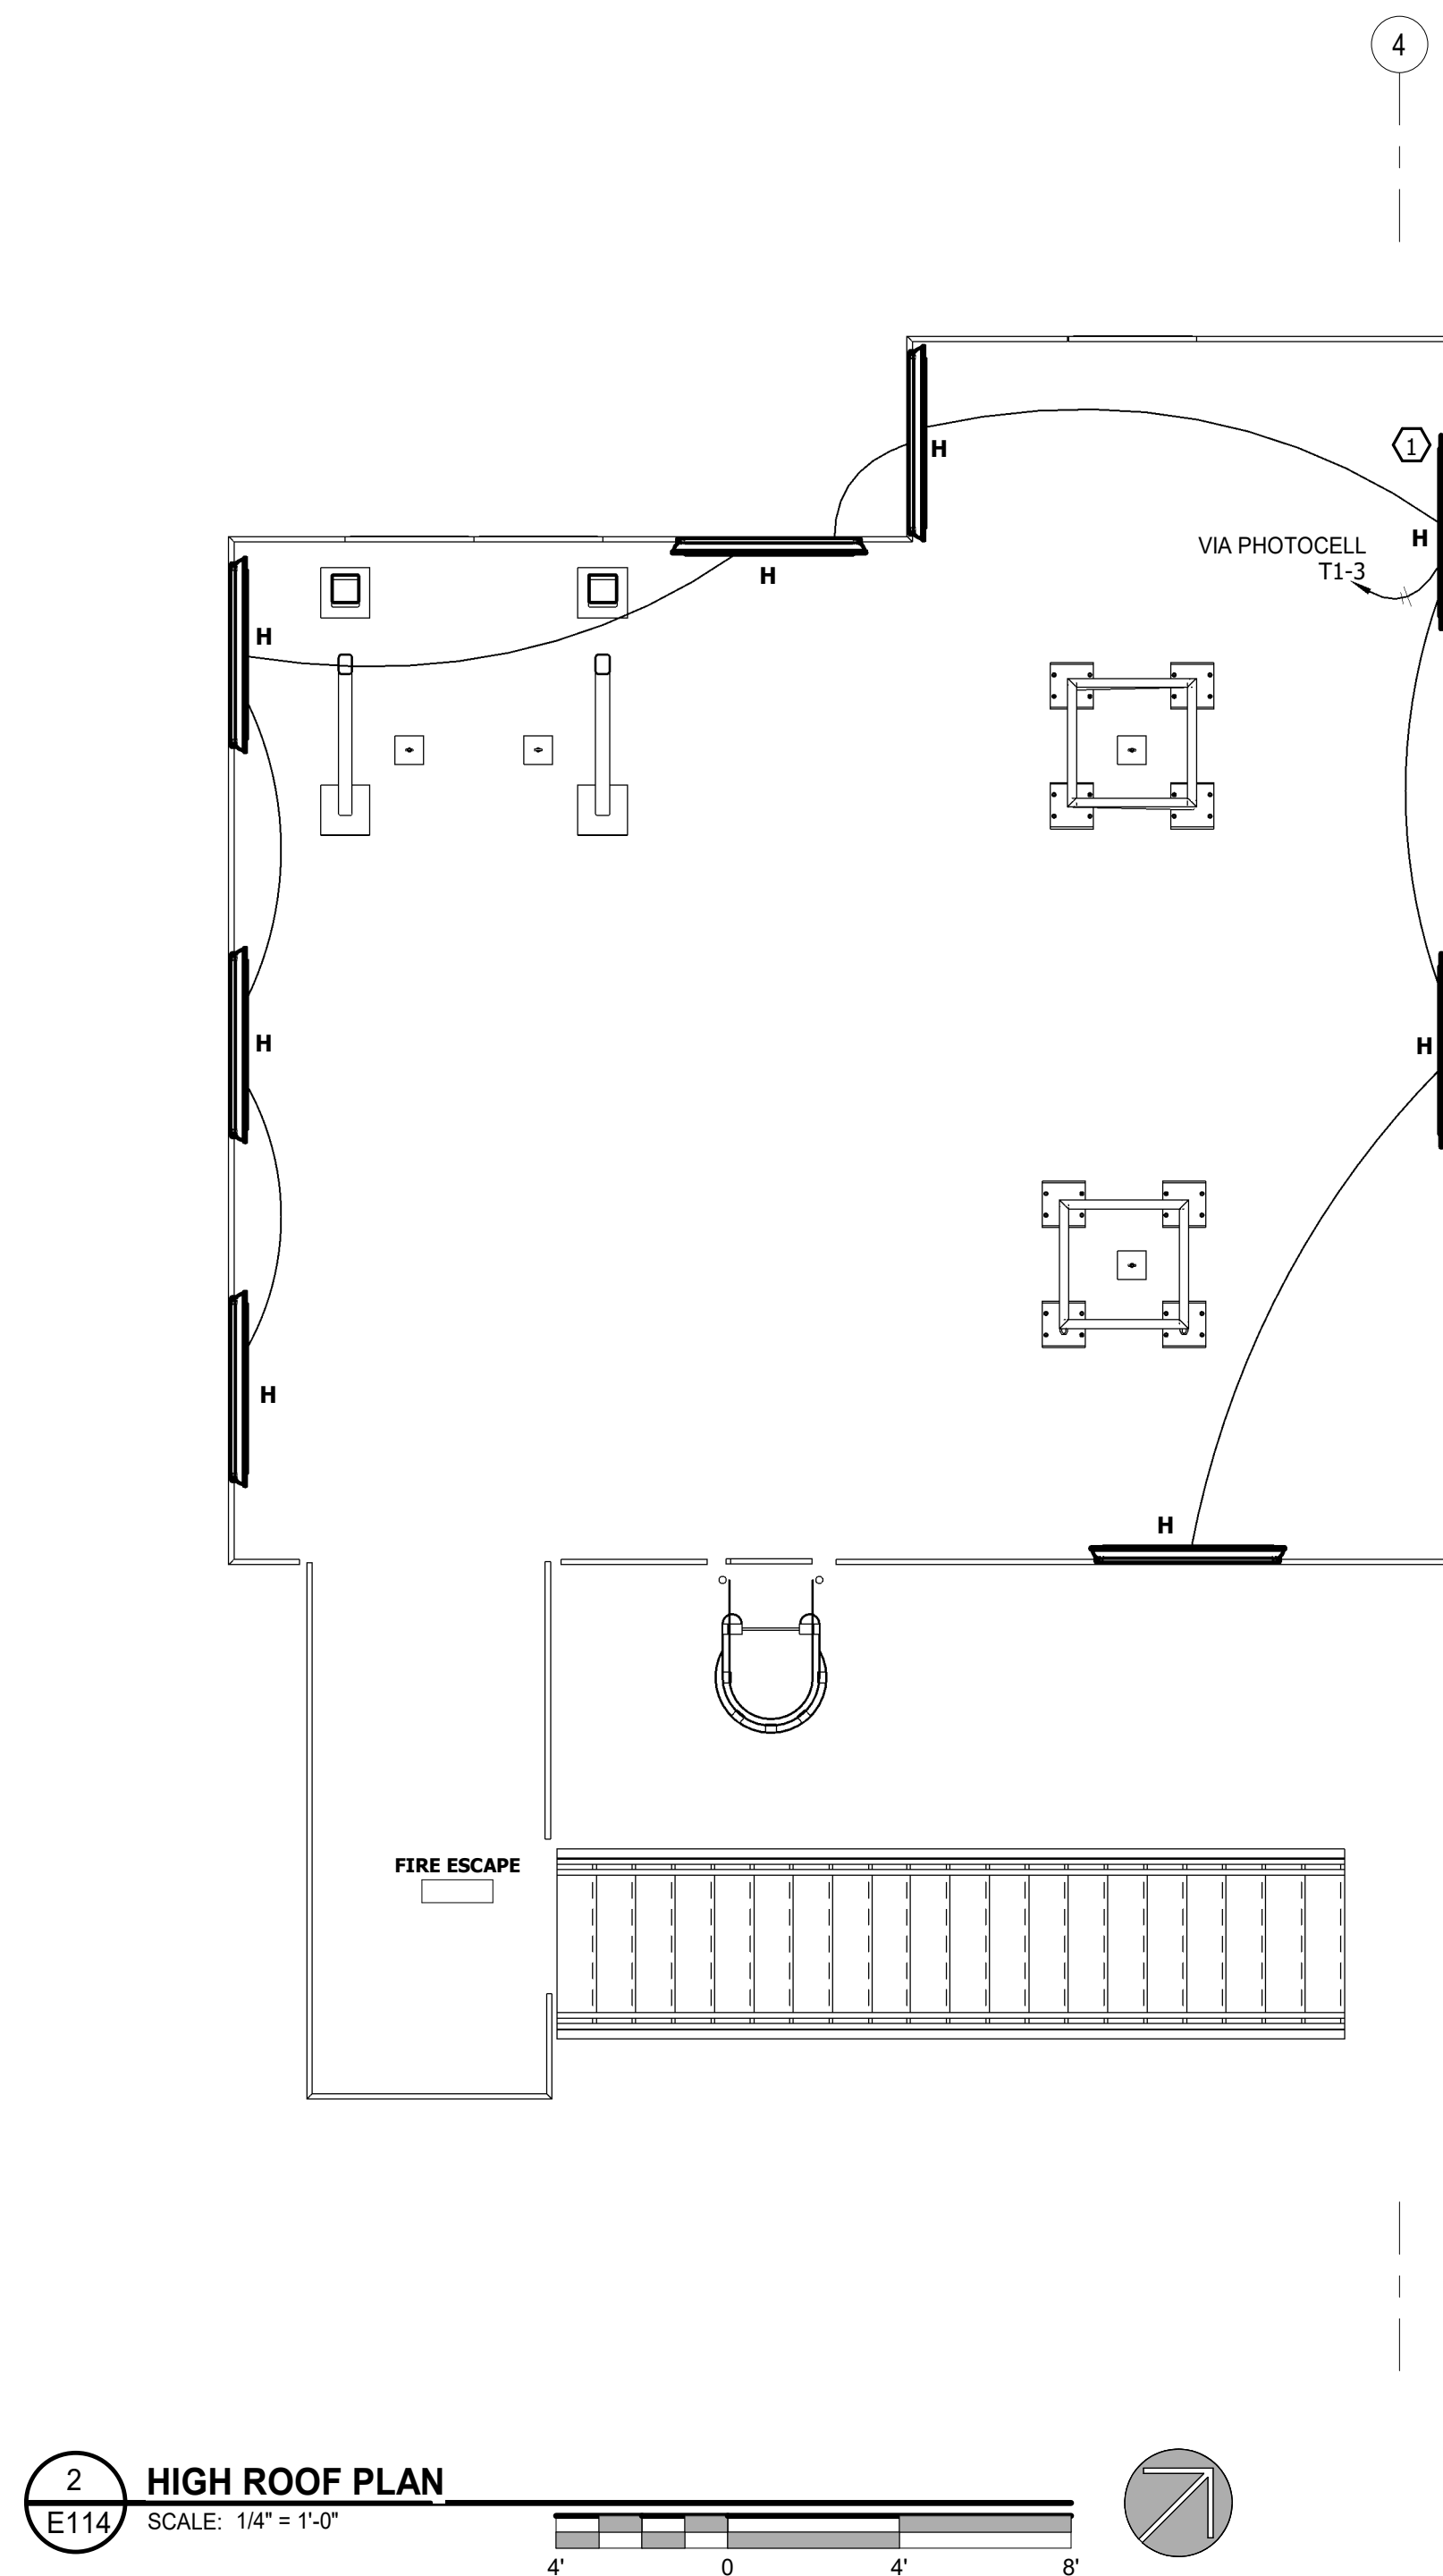 4
H
1
H
VIA PHOTOCELL
T1-3
H
H
H
H
H
H
FIRE ESCAPE
2
HIGH ROOF PLAN
E114
SCALE: 1/4" = 1'-0"
4' 0 4' 8'